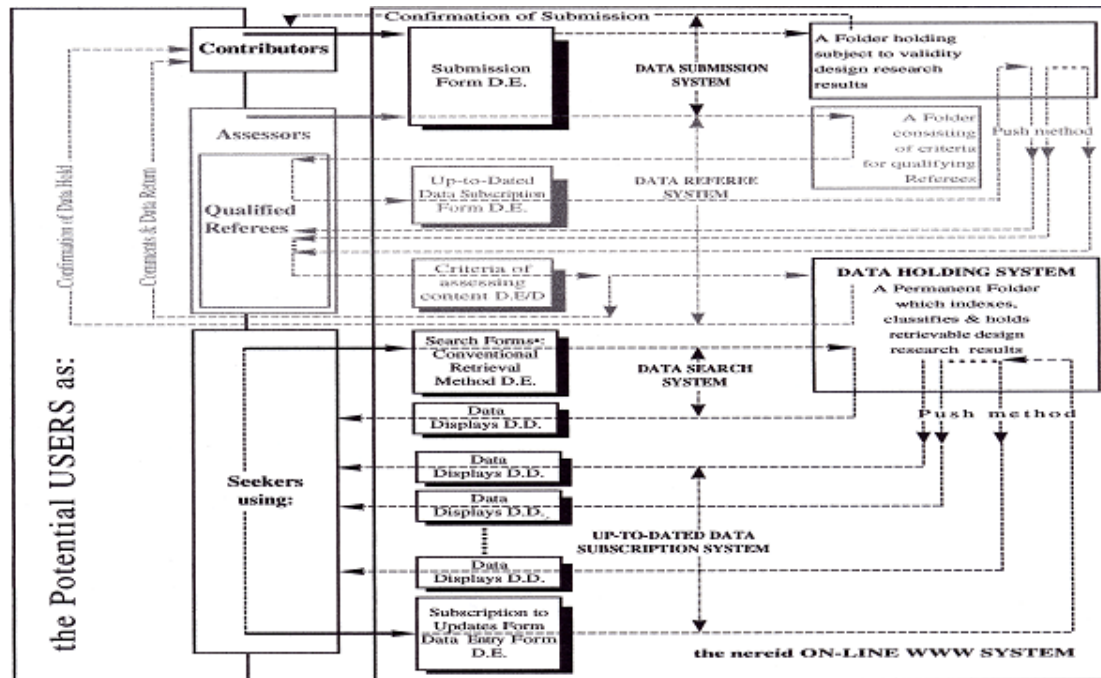 the Potential USERS as:
Confirmation of Data Hold
Comments & Data Return
Contributors
Assessors
Qualified
Referees
Seekers
using:
Confirmation of Submission
Submission
Form D.E.
DATA SUBMISSION
SYSTEM
A Folder holding
subject to validity
design research
results
A Folder
consisting
of criteria
for qualifying
Referees
Push method
Up-to-Dated
Data Subscription
Form D.E.
DATA REFEREE
SYSTEM
Criteria of
assessing
content D.E/D
DATA HOLDING SYSTEM
A Permanent Folder
which indexes,
classifies & holds
retrievable design
research results
Search Forms•:
Conventional
Retrieval
Method D.E.
DATA SEARCH
SYSTEM
Data
Displays D.D.
Push method
Data
Displays D.D.
Data
Displays D.D.
UP-TO-DATED DATA
SUBSCRIPTION SYSTEM
Data
Displays D.D.
Subscription to
Updates Form
Data Entry Form
D.E.
the nereid ON-LINE WWW SYSTEM